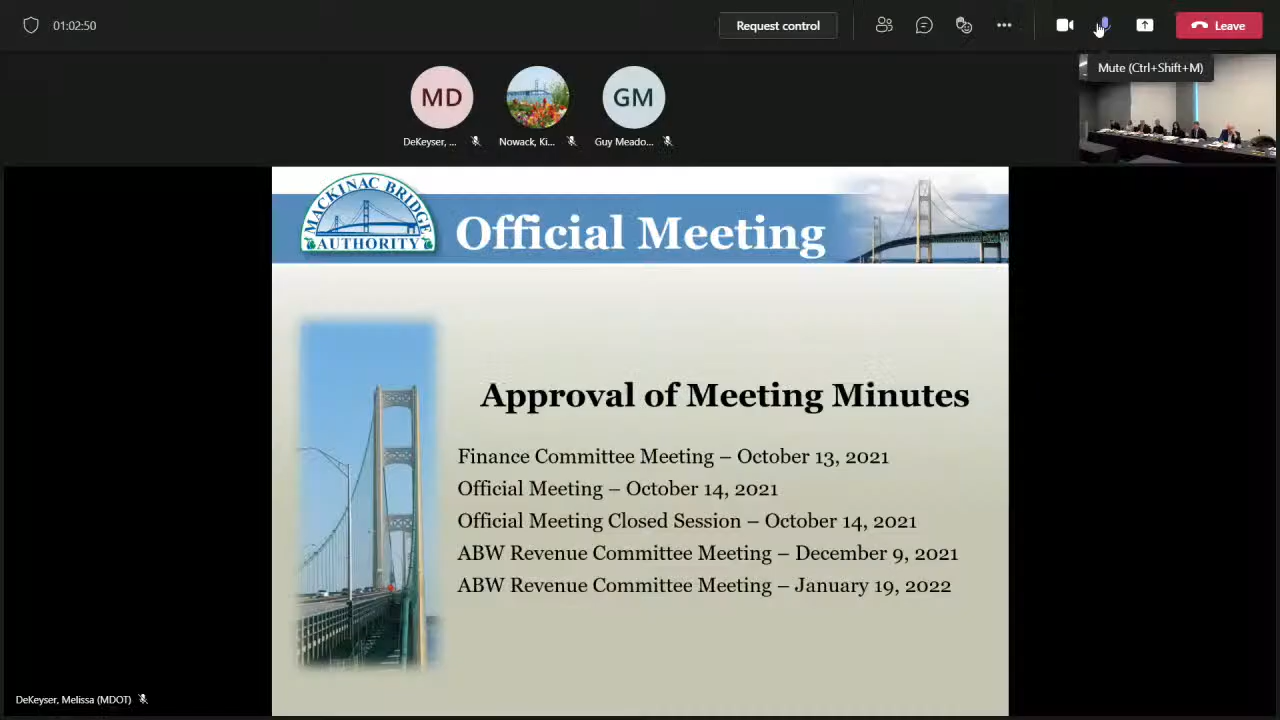 01:02:50
Request control
Leave
Mute (Ctrl+Shift+M)
MD
GM
DeKeyser, ...
Nowack, Ki...
Guy Meado...
MACKINAC BRIDGE
AUTHORITY
Official Meeting
Approval of Meeting Minutes
Finance Committee Meeting – October 13, 2021
Official Meeting – October 14, 2021
Official Meeting Closed Session – October 14, 2021
ABW Revenue Committee Meeting – December 9, 2021
ABW Revenue Committee Meeting – January 19, 2022
DeKeyser, Melissa (MDOT)